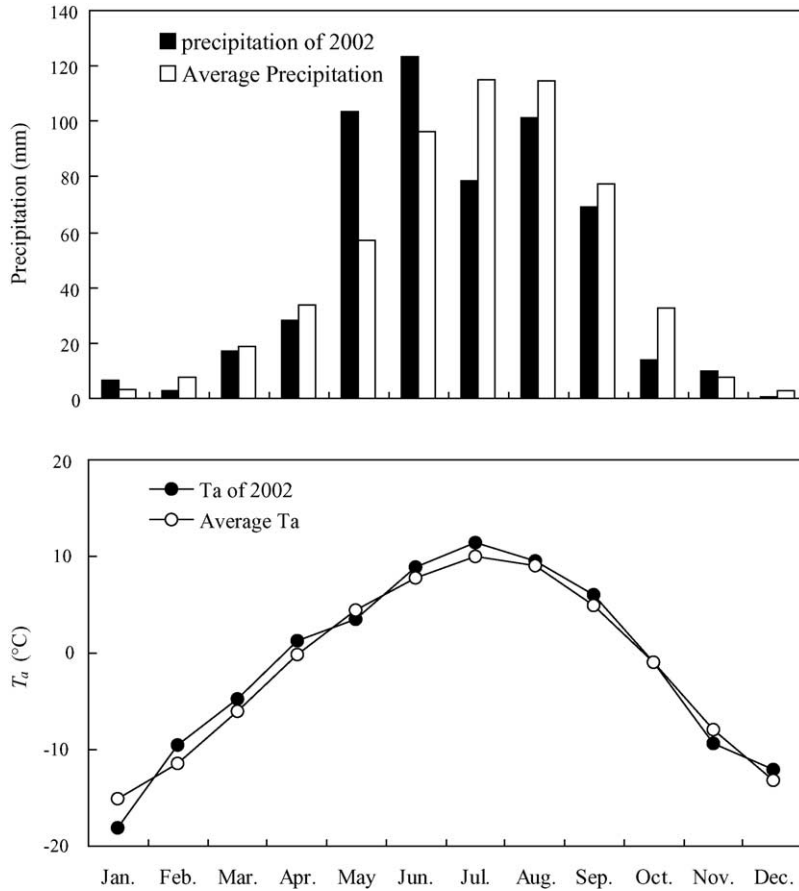 140
precipitation of 2002
120
Average Precipitation
100
80
60
40
20
0
Precipitation (mm)
20
Ta of 2002
Average Ta
10
0
-10
-20
Ta (°C)
Jan. Feb. Mar. Apr. May Jun. Jul. Aug. Sep. Oct. Nov. Dec.